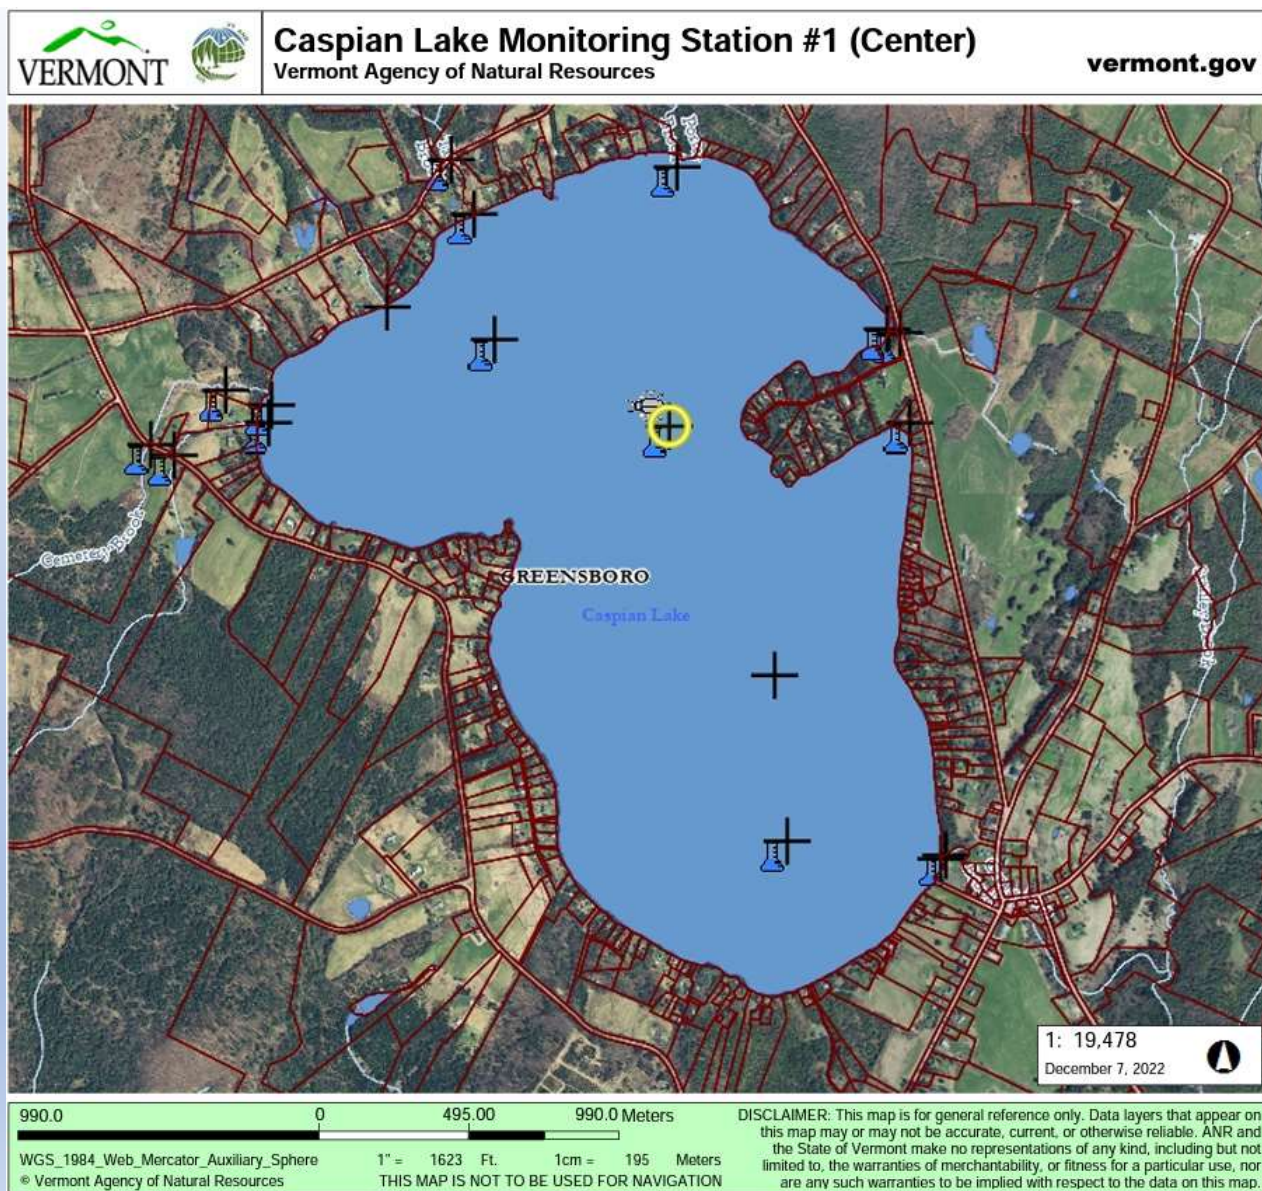 VERMONT
Caspian Lake Monitoring Station #1 (Center)
Vermont Agency of Natural Resources
vermont.gov
Cemetery Brook
GREENSBORO
Caspian Lake
1: 19,478
December 7, 2022
990.0 0 495.00 990.0 Meters
WGS_1984_Web_Mercator_Auxiliary_Sphere 1" = 1623 Ft. 1cm = 195 Meters
© Vermont Agency of Natural Resources THIS MAP IS NOT TO BE USED FOR NAVIGATION
DISCLAIMER: This map is for general reference only. Data layers that appear on
this map may or may not be accurate, current, or otherwise reliable. ANR and
the State of Vermont make no representations of any kind, including but not
limited to, the warranties of merchantability, or fitness for a particular use, nor
are any such warranties to be implied with respect to the data on this map.